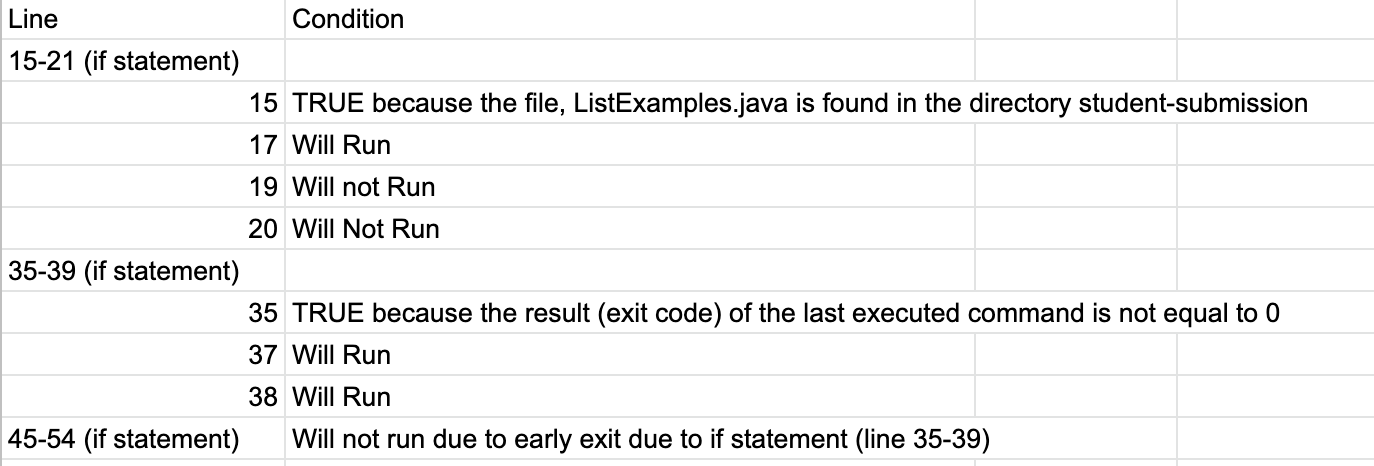 Line Condition
15-21 (if statement)
15 TRUE because the file, ListExamples.java is found in the directory student-submission
17 Will Run
19 Will not Run
20 Will Not Run
35-39 (if statement)
35 TRUE because the result (exit code) of the last executed command is not equal to 0
37 Will Run
38 Will Run
45-54 (if statement) Will not run due to early exit due to if statement (line 35-39)